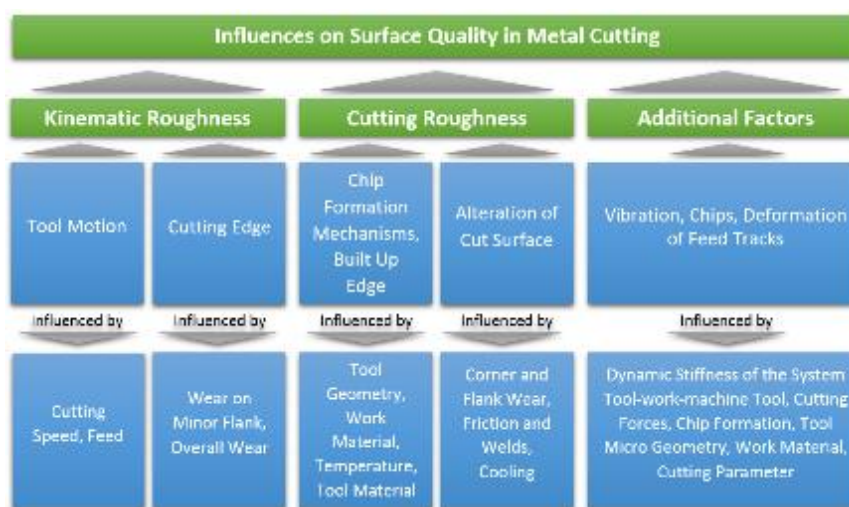 Influences on Surface Quality in Metal Cutting
Kinematic Roughness
Cutting Roughness
Additional Factors
Tool Motion
Cutting Edge
Chip
Formation
Mechanisms,
Built Up
Edge
Alteration of
Cut Surface
Vibration, Chips, Deformation
of Feed Tracks
Influenced by
Influenced by
Influenced by
Influenced by
Influenced by
Cutting
Speed, Feed
Wear on
Minor Flank,
Overall Wear
Tool
Geometry,
Work
Material,
Temperature,
Tool Material
Corner and
Flank Wear,
Friction and
Welds,
Cooling
Dynamic Stiffness of the System
Tool-work-machine Tool, Cutting
Forces, Chip Formation, Tool
Micro Geometry, Work Material,
Cutting Parameter